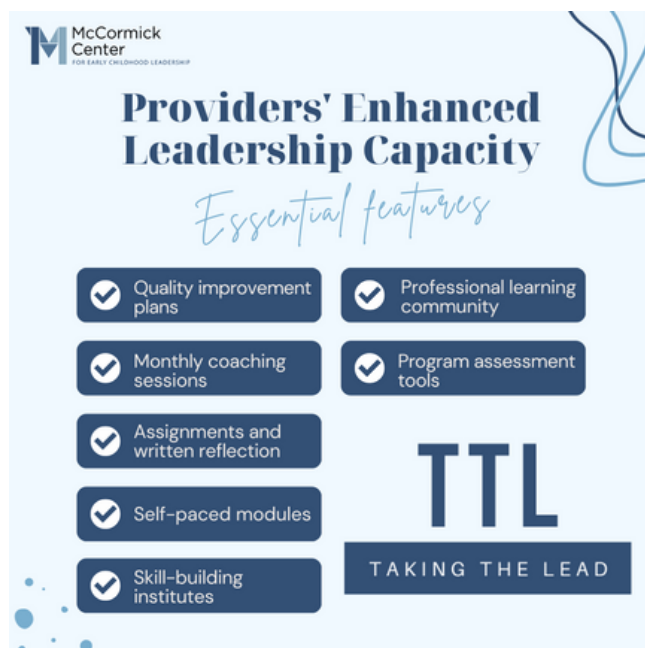 McCormick
Center
FOR EARLY CHILDHOOD LEADERSHIP
Providers' Enhanced
Leadership Capacity
Essential features
Quality improvement
plans
Monthly coaching
sessions
Assignments and
written reflection
Self-paced modules
Skill-building
institutes
Professional learning
community
Program assessment
tools
TTL
TAKING THE LEAD